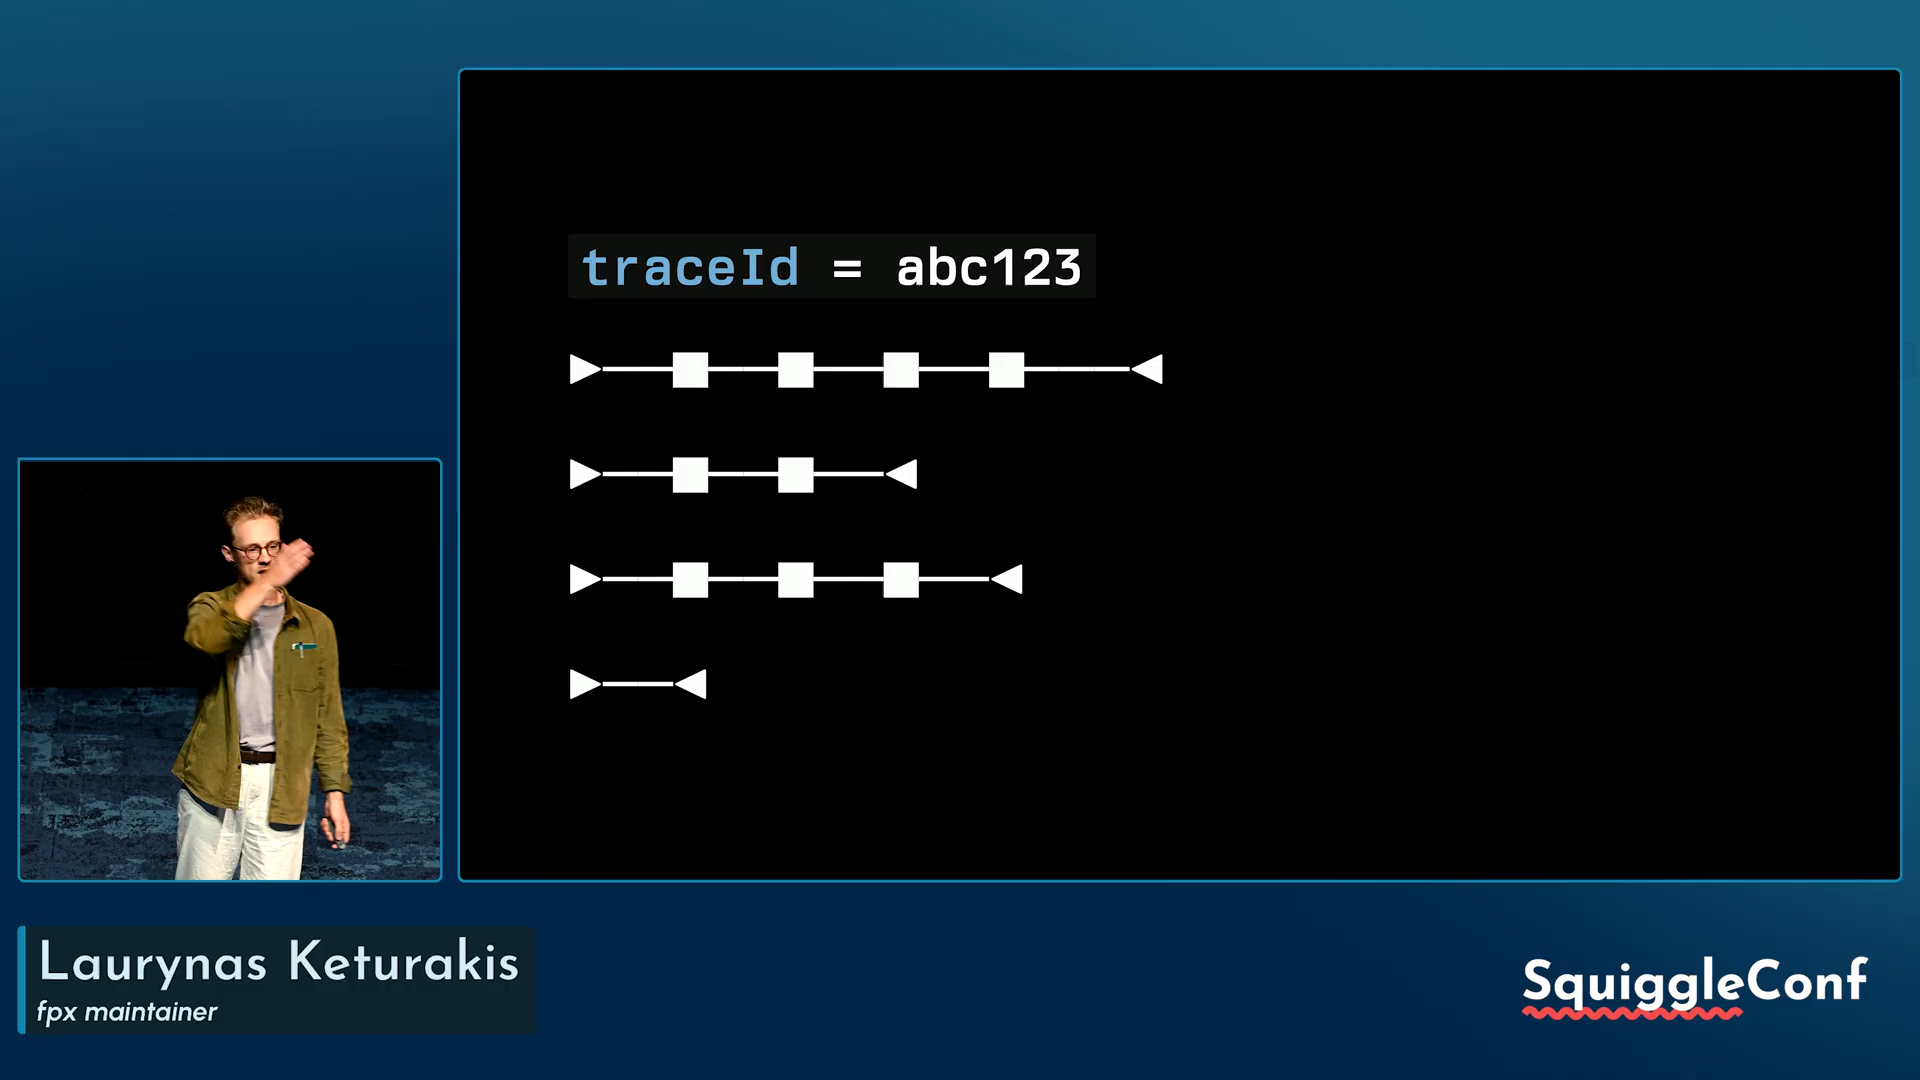 traceId = abc123
Laurynas Keturakis
fpx maintainer
SquiggleConf